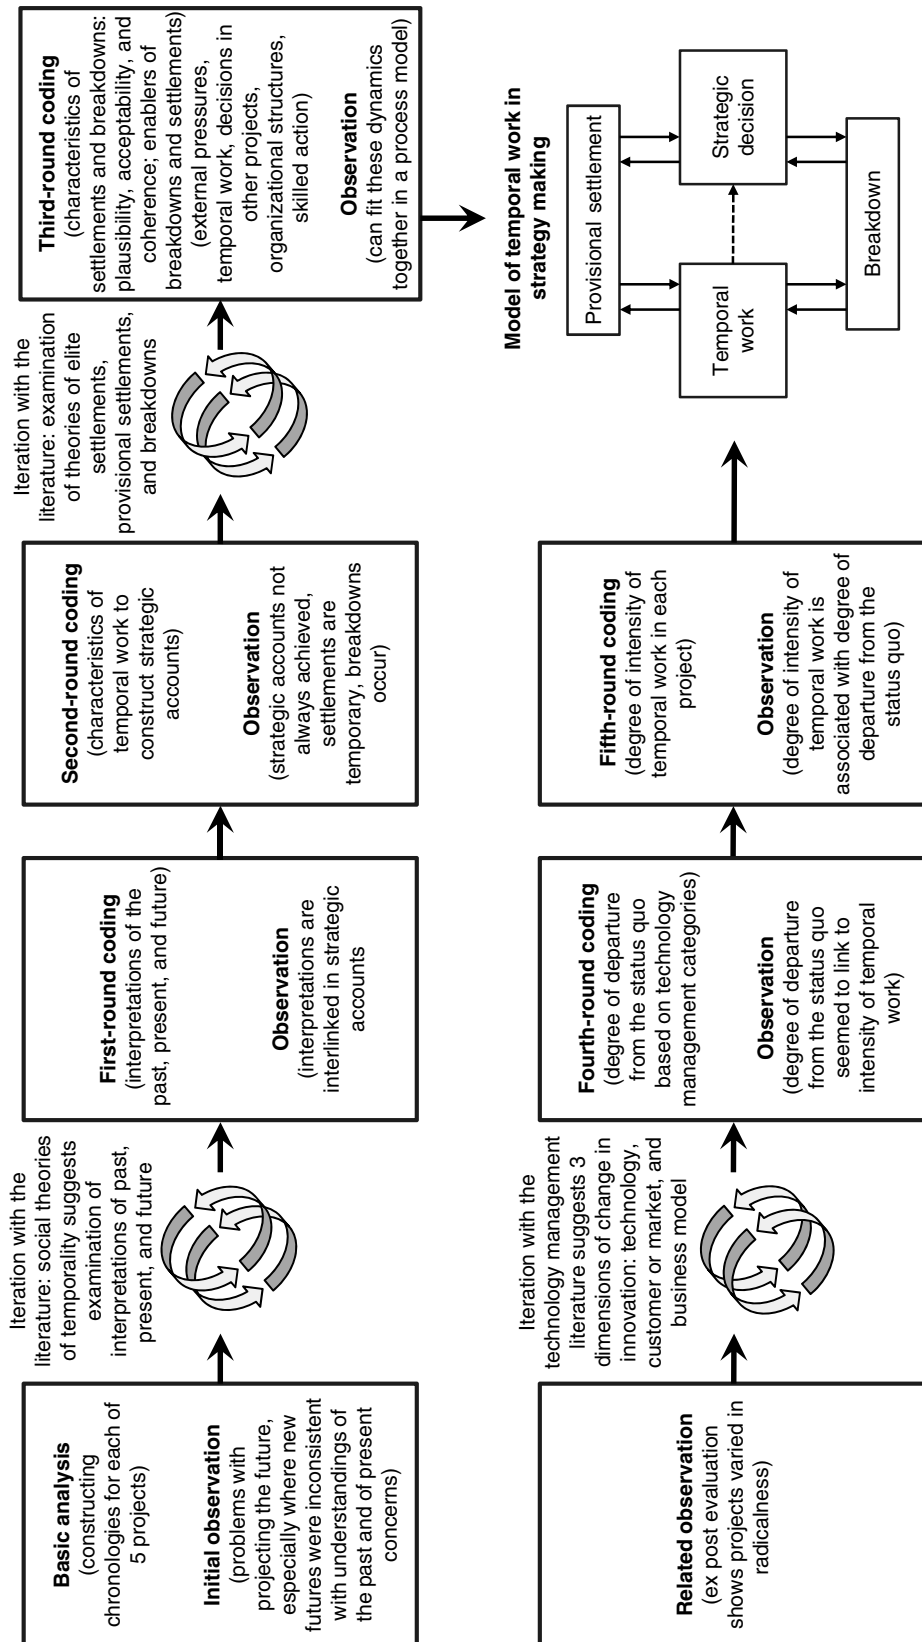 Basic analysis
(constructing
chronologies for each of
5 projects)
Initial observation
(problems with
projecting the future,
especially where new
futures were inconsistent
with understandings of
the past and of present
concerns)
Iteration with the
literature: social theories
of temporality suggests
examination of
interpretations of past,
present, and future
First-round coding
(interpretations of the
past, present, and future)
Observation
(interpretations are
interlinked in strategic
accounts
Second-round coding
(characteristics of
temporal work to
construct strategic
accounts)
Observation
(strategic accounts not
always achieved,
settlements are
temporary, breakdowns
occur)
Iteration with the
literature: examination
of theories of elite
settlements,
provisional settlements,
and breakdowns
Third-round coding
(characteristics of
settlements and breakdowns:
plausibility, acceptability, and
coherence; enablers of
breakdowns and settlements)
(external pressures,
temporal work, decisions in
other projects,
organizational structures,
skilled action)
Observation
(can fit these dynamics
together in a process model)
Related observation
(ex post evaluation
shows projects varied in
radicalness)
Iteration with the
technology management
literature suggests 3
dimensions of change in
innovation: technology,
customer or market, and
business model
Fourth-round coding
(degree of departure
from the status quo
based on technology
management categories)
Observation
(degree of departure
from the status quo
seemed to link to
intensity of temporal
work)
Fifth-round coding
(degree of intensity of
temporal work in each
project)
Observation
(degree of intensity of
temporal work is
associated with degree of
departure from the
status quo)
Model of temporal work in
strategy making
Provisional settlement
Temporal
work
Strategic
decision
Breakdown